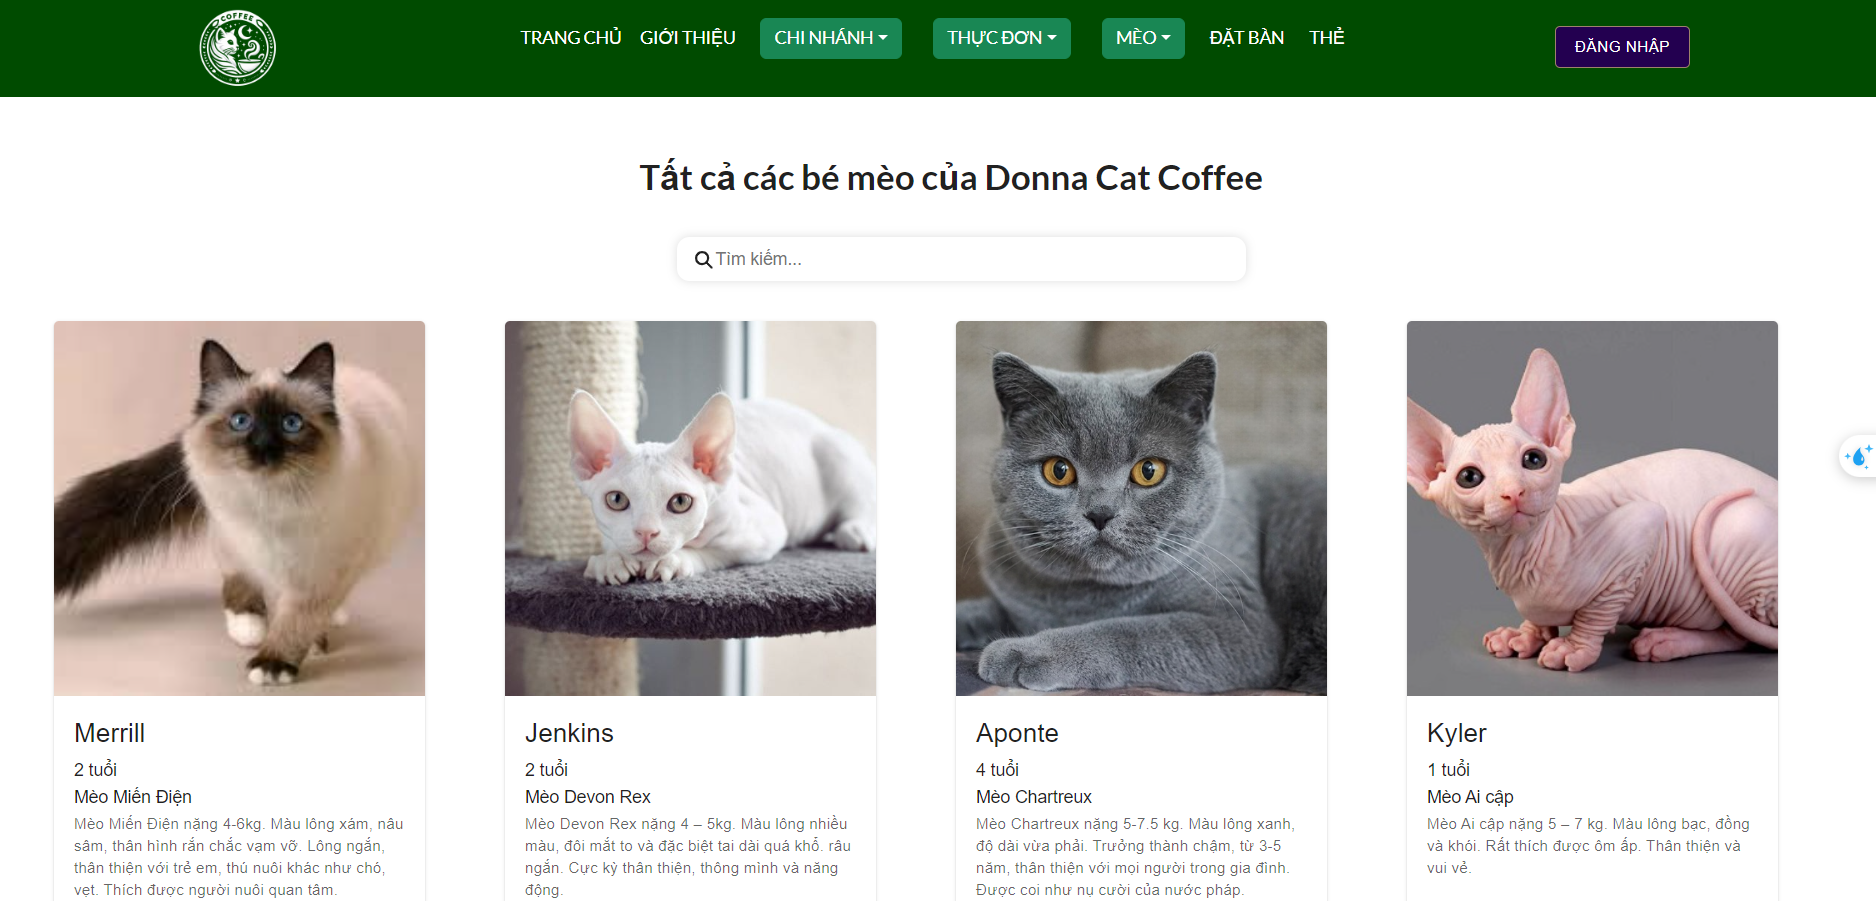 COFFEE
TRANG CHỦ
GIỚI THIỆU
CHI NHÁNH
THỰC ĐƠN
MÈO
ĐẶT BÀN
THẺ
ĐĂNG NHẬP
Tất cả các bé mèo của Donna Cat Coffee
Tìm kiếm...
Merrill
2 tuổi
Mèo Miến Điện
Mèo Miến Điện nặng 4-6kg. Màu lông xám, nâu
sâm, thân hình rắn chắc vạm vỡ. Lông ngắn,
thân thiện với trẻ em, thú nuôi khác như chó,
vẹt. Thích được người nuôi quan tâm.
Jenkins
2 tuổi
Mèo Devon Rex
Mèo Devon Rex nặng 4 – 5kg. Màu lông nhiều
màu, đôi mắt to và đặc biệt tai dài quá khổ. râu
ngắn. Cực kỳ thân thiện, thông mình và năng
động.
Aponte
4 tuổi
Mèo Chartreux
Mèo Chartreux nặng 5-7.5 kg. Màu lông xanh,
độ dài vừa phải. Trưởng thành chậm, từ 3-5
năm, thân thiện với mọi người trong gia đình.
Được coi như nụ cười của nước pháp.
Kyler
1 tuổi
Mèo Ai cập
Mèo Ai cập nặng 5 – 7 kg. Màu lông bạc, đồng
và khói. Rất thích được ôm ấp. Thân thiện và
vui vẻ.